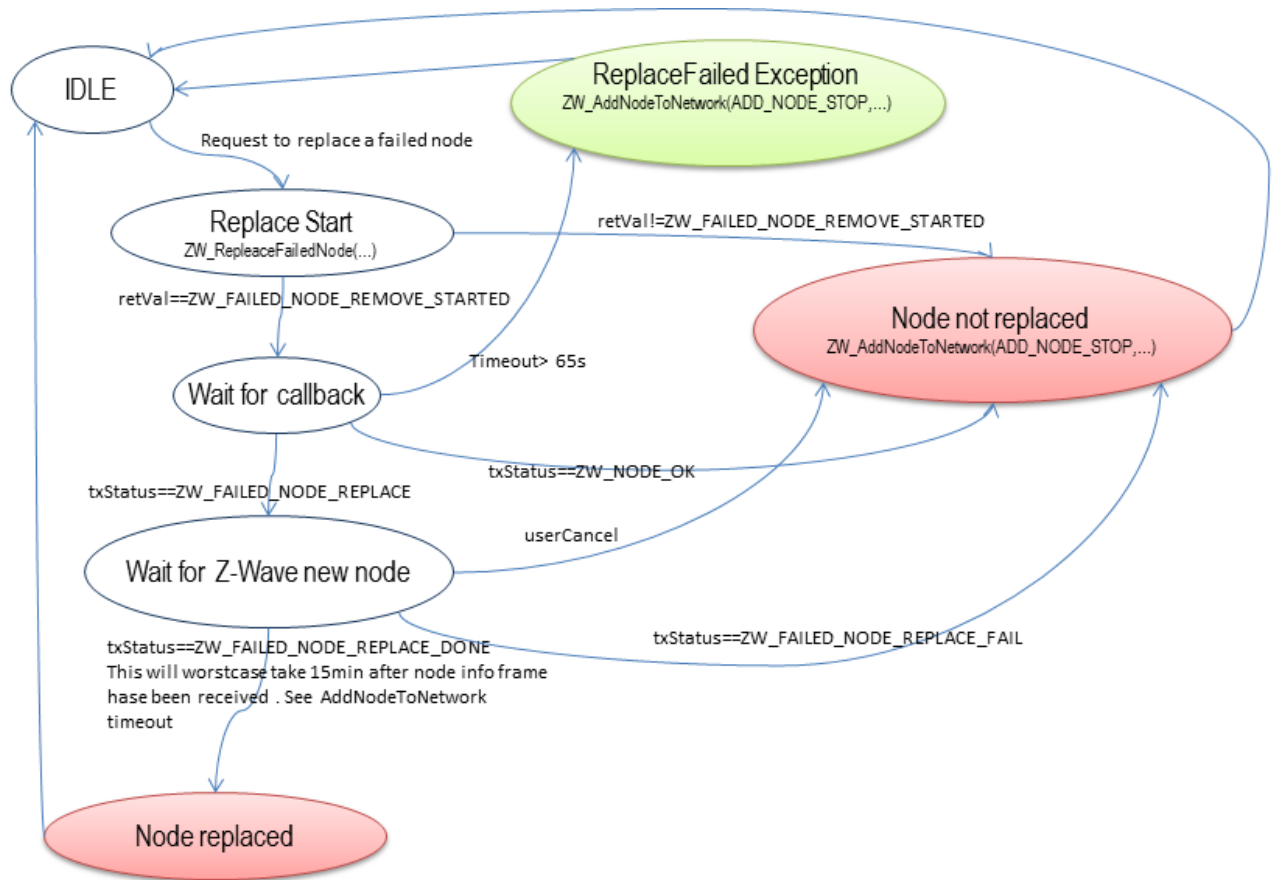 IDLE
ReplaceFailed Exception
ZW_AddNodeToNetwork(ADD_NODE_STOP,...)
Request to replace a failed node
Replace Start
ZW_RepleaceFailedNode(...)
retVal!=ZW_FAILED_NODE_REMOVE_STARTED
retVal==ZW_FAILED_NODE_REMOVE_STARTED
Node not replaced
ZW_AddNodeToNetwork(ADD_NODE_STOP,...)
Timeout> 65s
Wait for callback
txStatus==ZW_NODE_OK
txStatus==ZW_FAILED_NODE_REPLACE
userCancel
Wait for Z-Wave new node
txStatus==ZW_FAILED_NODE_REPLACE_FAIL
txStatus==ZW_FAILED_NODE_REPLACE_DONE
This will worstcase take 15min after node info frame
hase been received . See AddNodeToNetwork
timeout
Node replaced